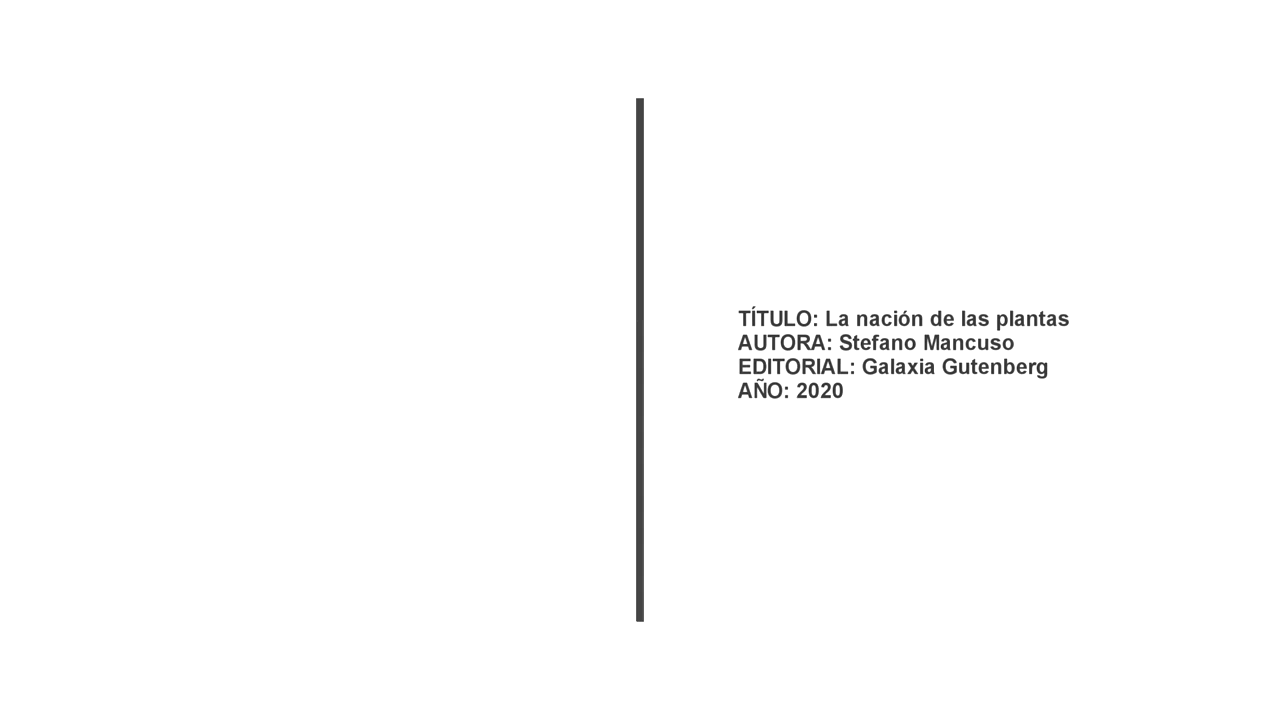 TÍTULO: La nación de las plantas
AUTORA: Stefano Mancuso
EDITORIAL: Galaxia Gutenberg
AÑO: 2020